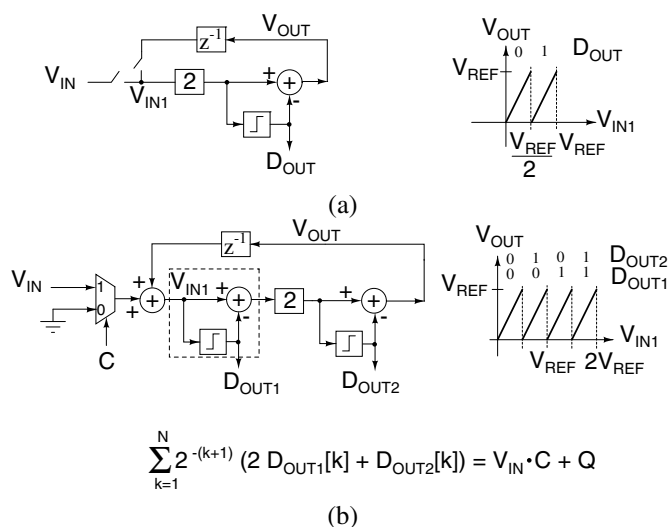 V_OUT
z^-1
V_IN
V_IN1
2
+
+
-
D_OUT
V_OUT
0 1 D_OUT
V_REF
V_IN1
V_REF/2 V_REF
(a)
V_OUT
z^-1
V_IN
1
0
C
+
+
+
V_IN1
+
-
D_OUT1
2
+
+
-
D_OUT2
V_OUT
0 1 0 1 D_OUT2
0 0 1 1 D_OUT1
V_REF
V_IN1
V_REF 2V_REF
∑_{k=1}^{N} 2^{-(k+1)} (2 D_OUT1[k] + D_OUT2[k]) = V_IN·C + Q
(b)